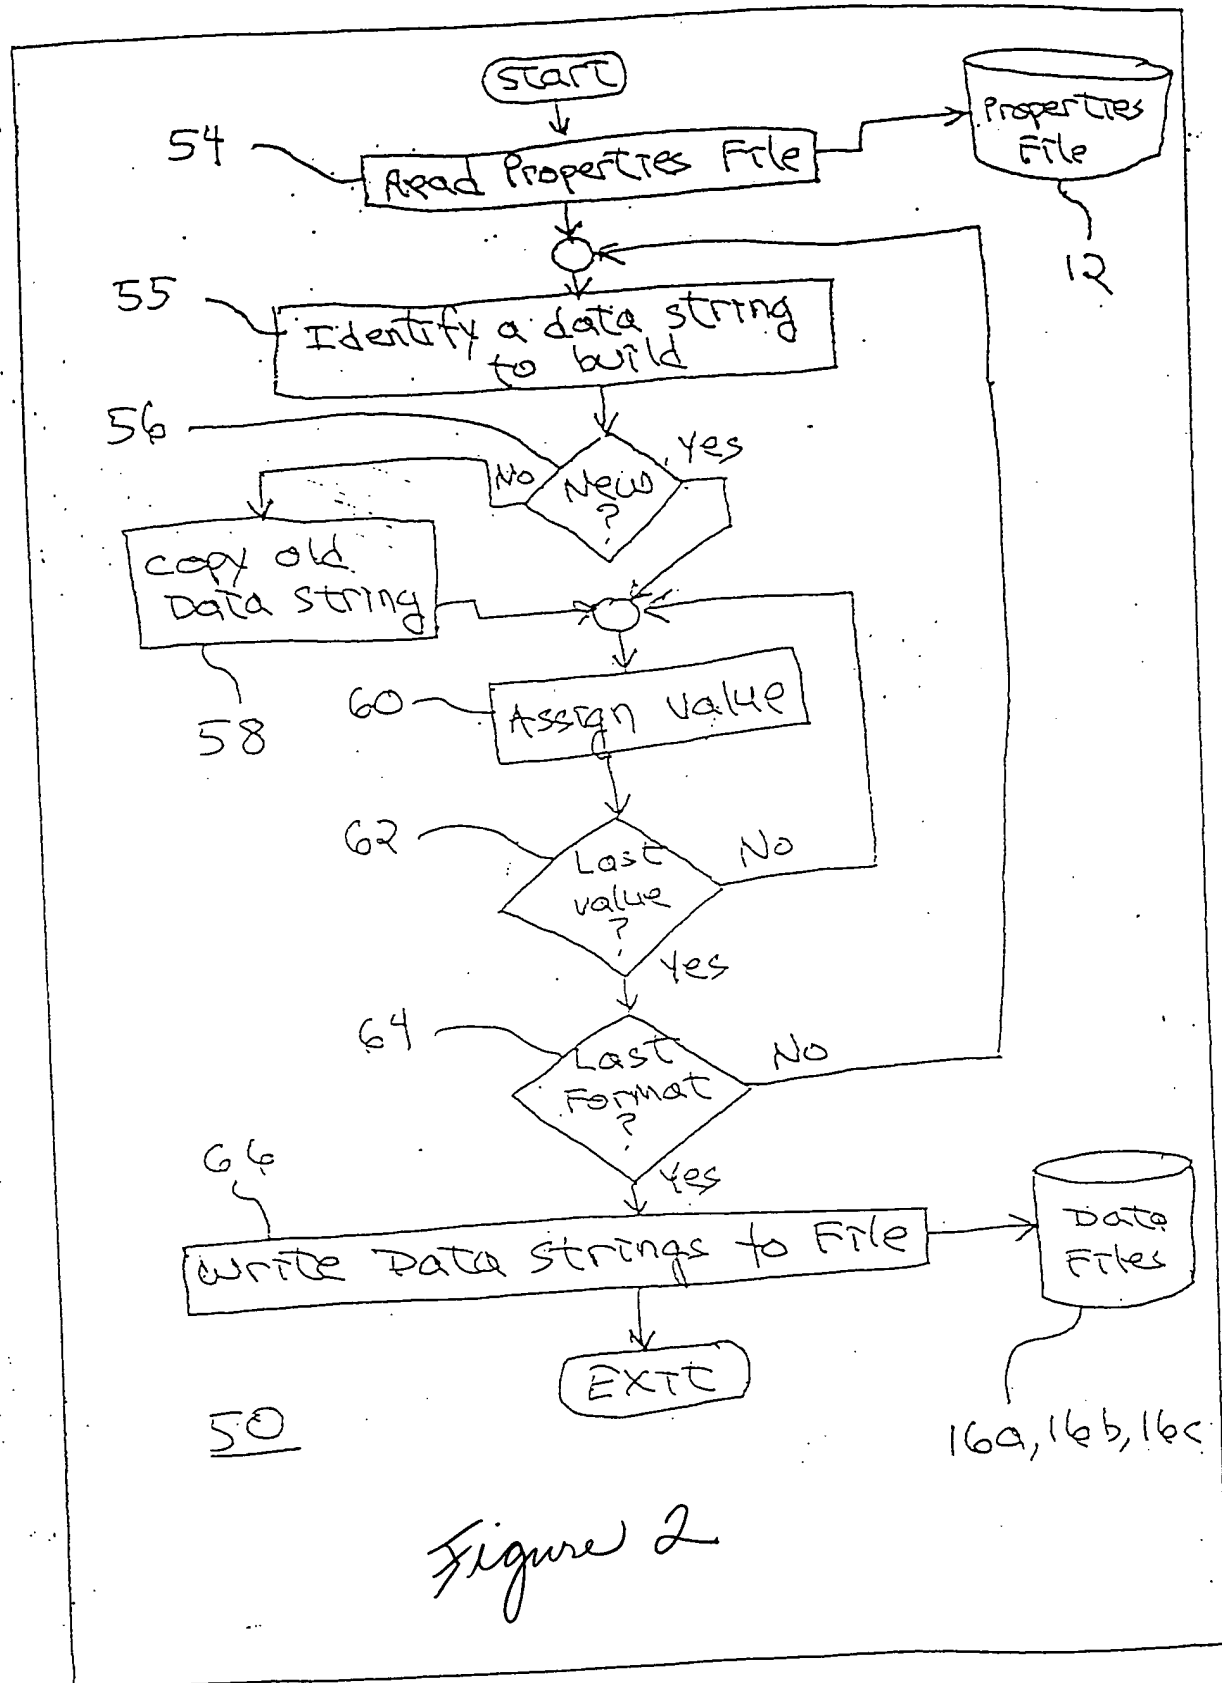 start
Properties
File
54
Read Properties File
12
55
Identify a data string
to build
56
Yes
No
New
?
Copy old
Data string
58
60
Assign value
62
Last
value
?
No
Yes
64
Last
Format
?
No
Yes
66
Write Data Strings to File
Data
Files
EXIT
50
16a, 16b, 16c
Figure 2